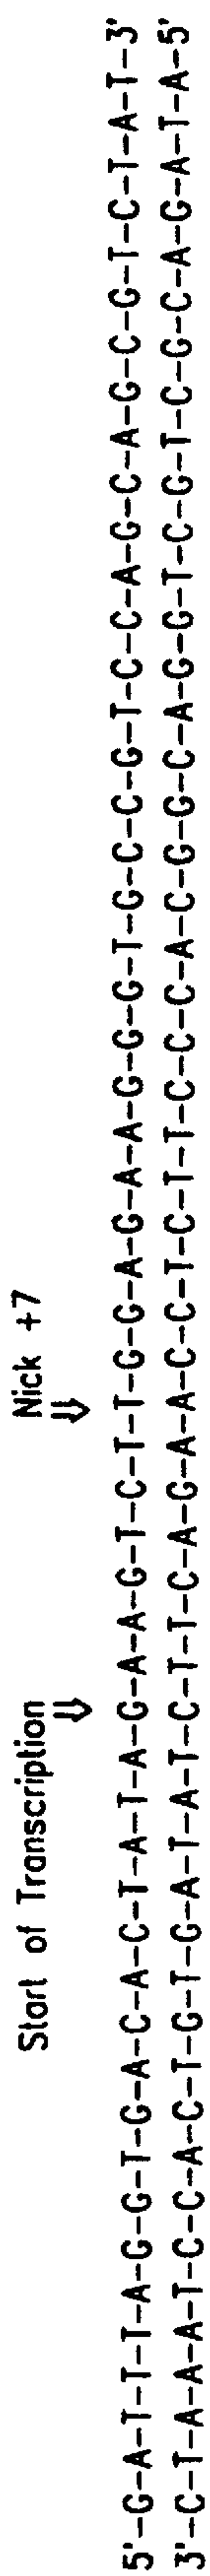 Start of Transcription Nick +7
⇓ ⇓
5'–G–A–T–T–T–A–G–G–T–G–A–C–A–C–T–A–T–A–G–A–A–G–T–C–T–T–G–G–A–G–A–A–G–G–G–T–G–C–C–G–T–C–C–A–G–C–A–G–C–G–T–C–T–A–T–3'
3'–C–T–A–A–A–T–C–C–A–C–T–G–T–G–A–T–A–T–C–T–T–C–A–G–A–A–C–C–T–C–T–T–C–C–C–A–C–G–G–C–A–G–G–T–C–G–T–C–G–C–A–G–A–T–A–5'